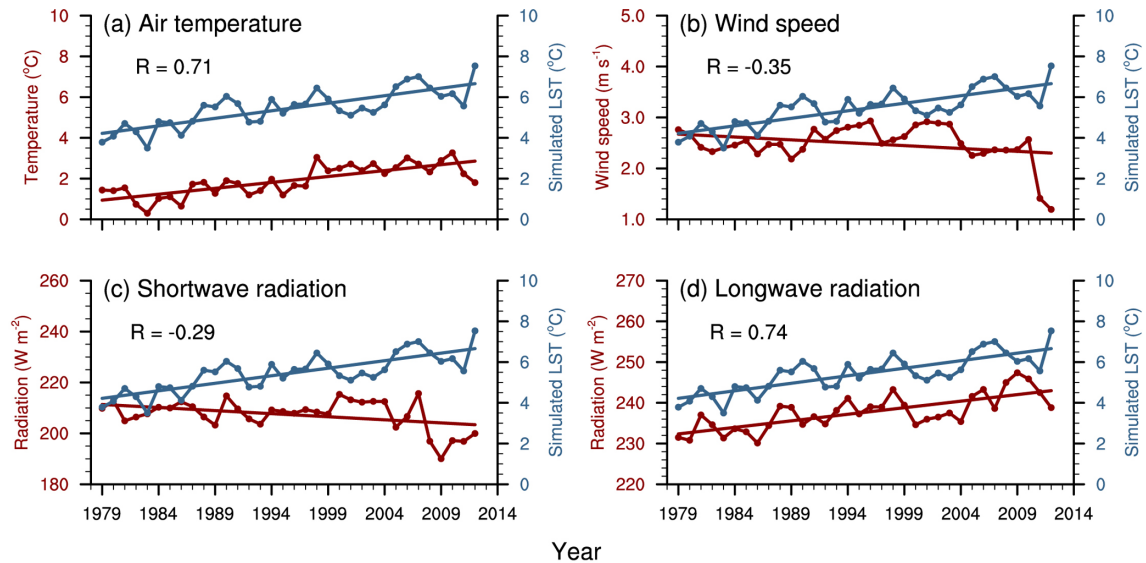 (a) Air temperature
R = 0.71
Temperature (°C)
10
8
6
4
2
0
Simulated LST (°C)
10
8
6
4
2
0
(b) Wind speed
R = -0.35
Wind speed (m s⁻¹)
5.0
4.0
3.0
2.0
1.0
Simulated LST (°C)
10
8
6
4
2
0
(c) Shortwave radiation
R = -0.29
Radiation (W m⁻²)
260
240
220
200
180
Simulated LST (°C)
10
8
6
4
2
0
1979 1984 1989 1994 1999 2004 2009 2014
(d) Longwave radiation
R = 0.74
Radiation (W m⁻²)
270
260
250
240
230
220
Simulated LST (°C)
10
8
6
4
2
0
1979 1984 1989 1994 1999 2004 2009 2014
Year